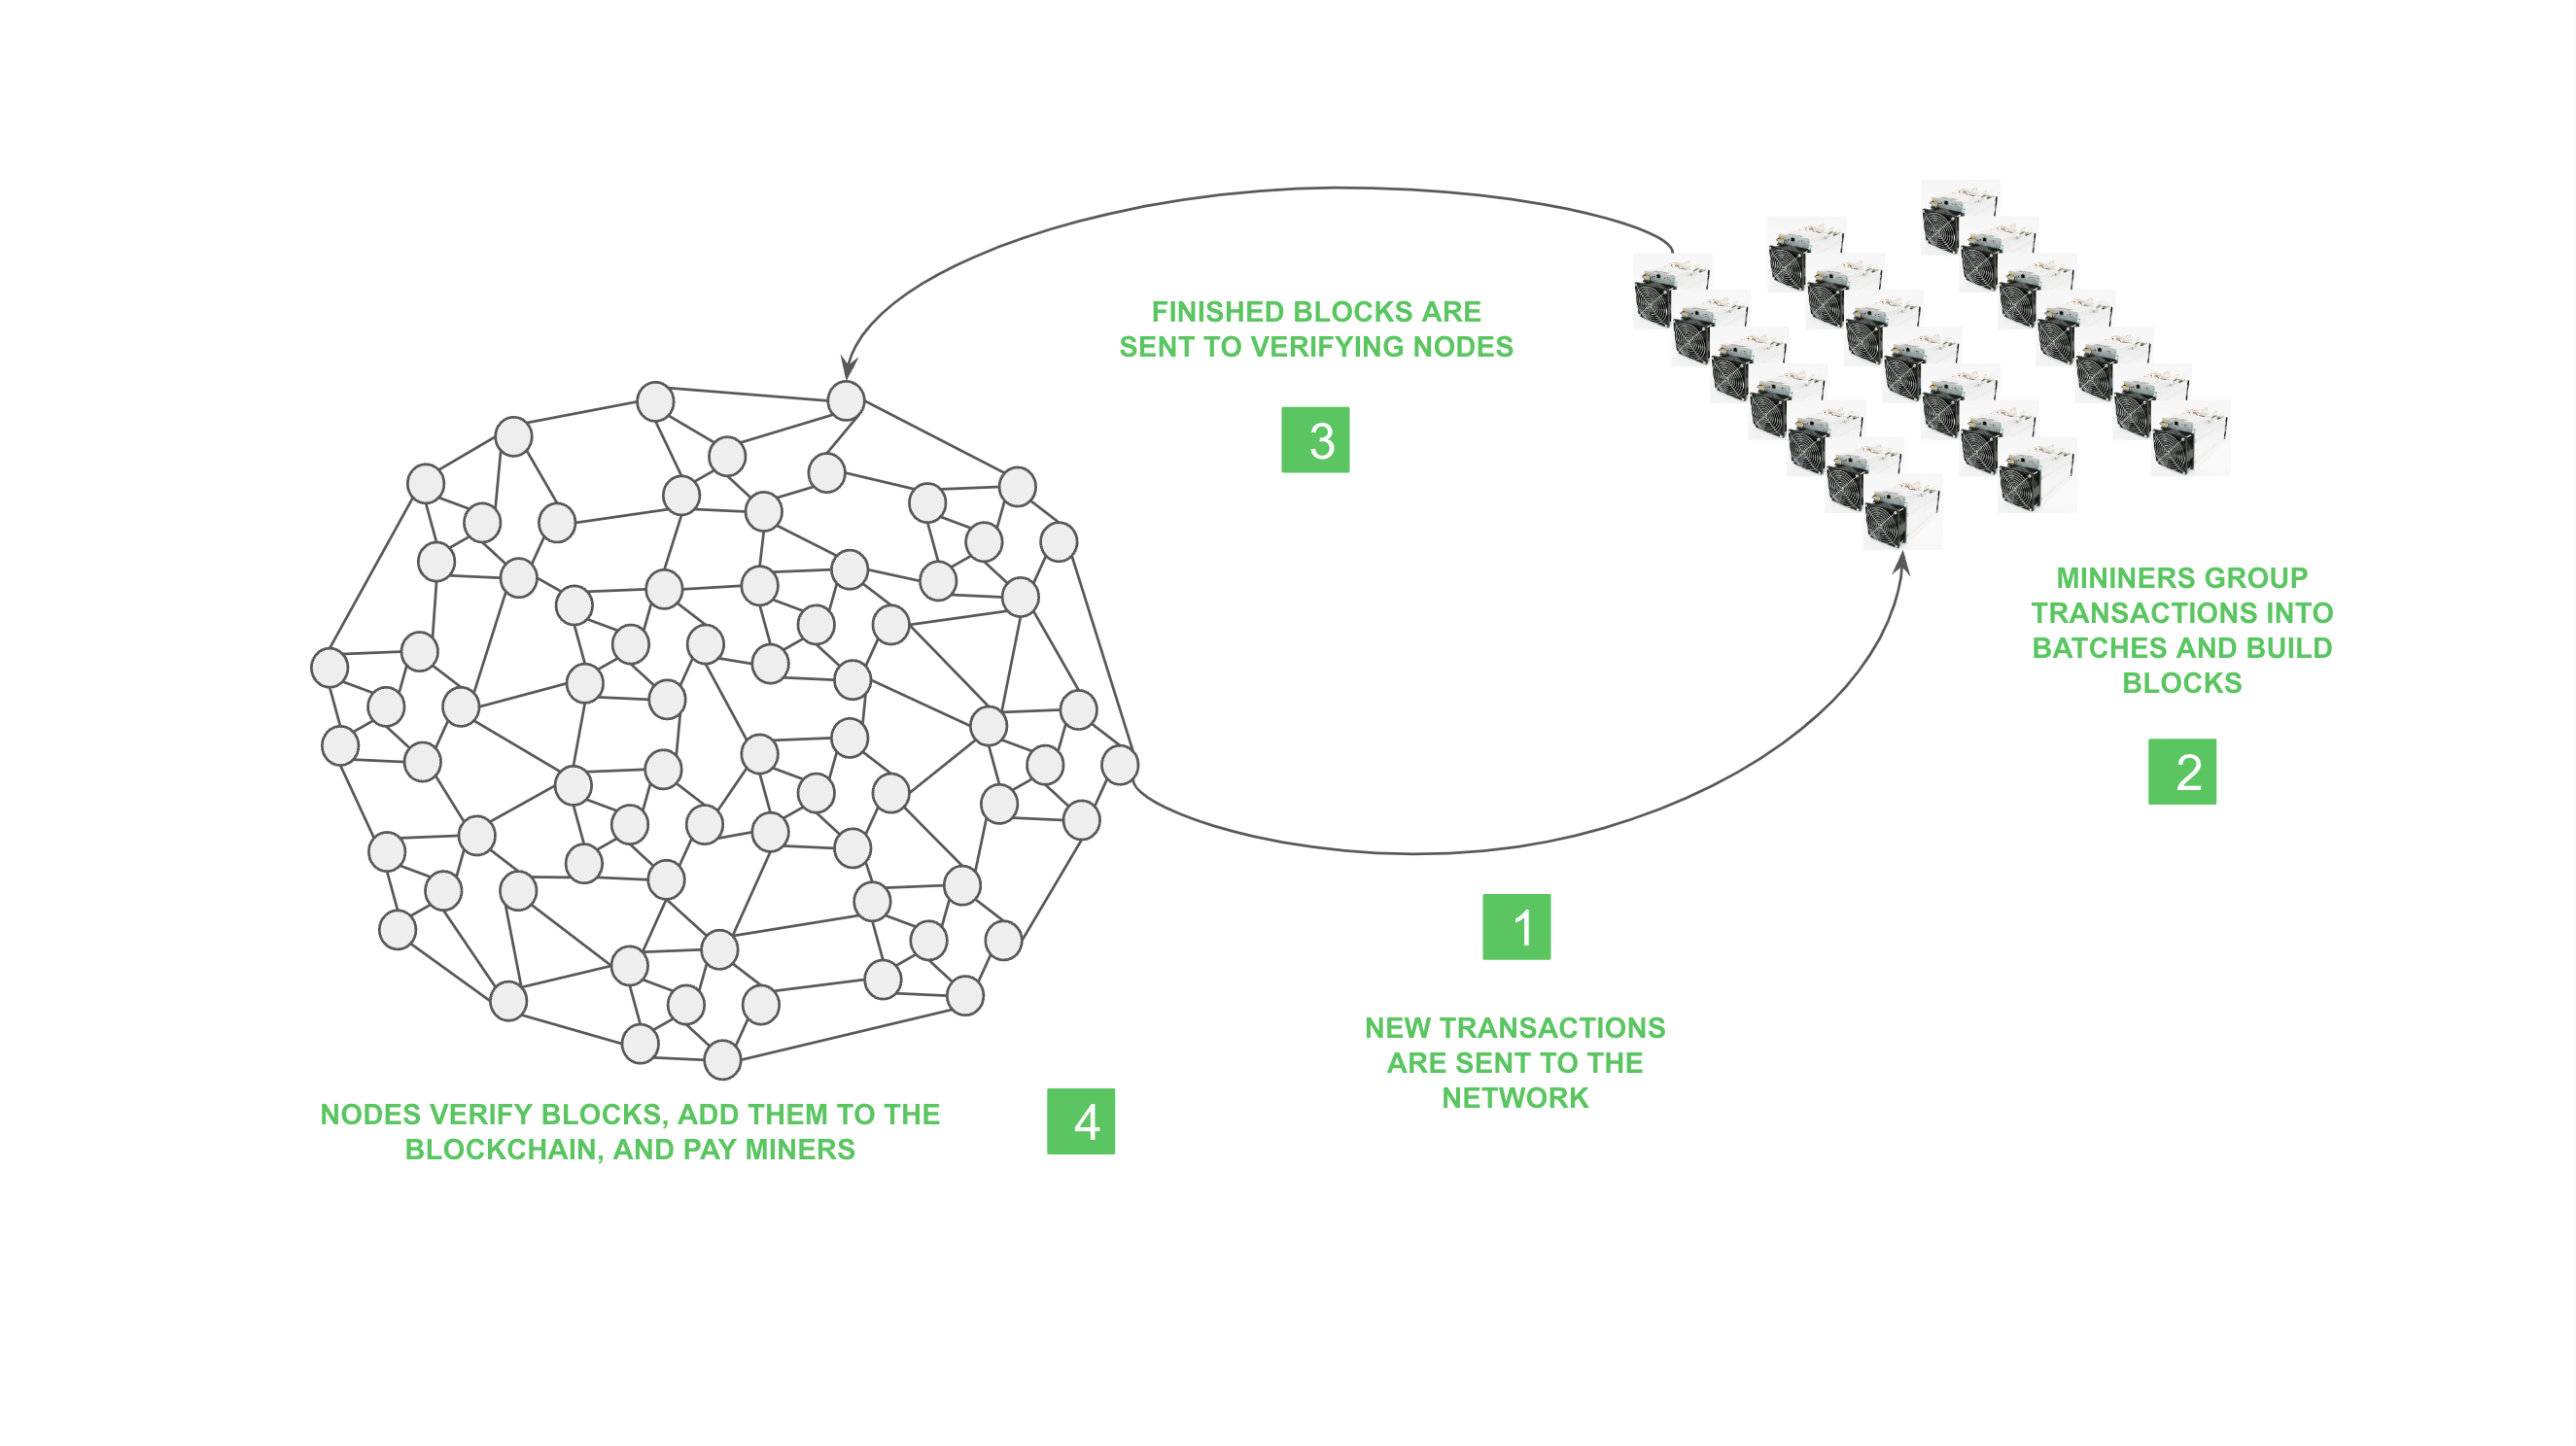 FINISHED BLOCKS ARE
SENT TO VERIFYING NODES
3
MININERS GROUP
TRANSACTIONS INTO
BATCHES AND BUILD
BLOCKS
2
1
NEW TRANSACTIONS
ARE SENT TO THE
NETWORK
NODES VERIFY BLOCKS, ADD THEM TO THE
BLOCKCHAIN, AND PAY MINERS
4